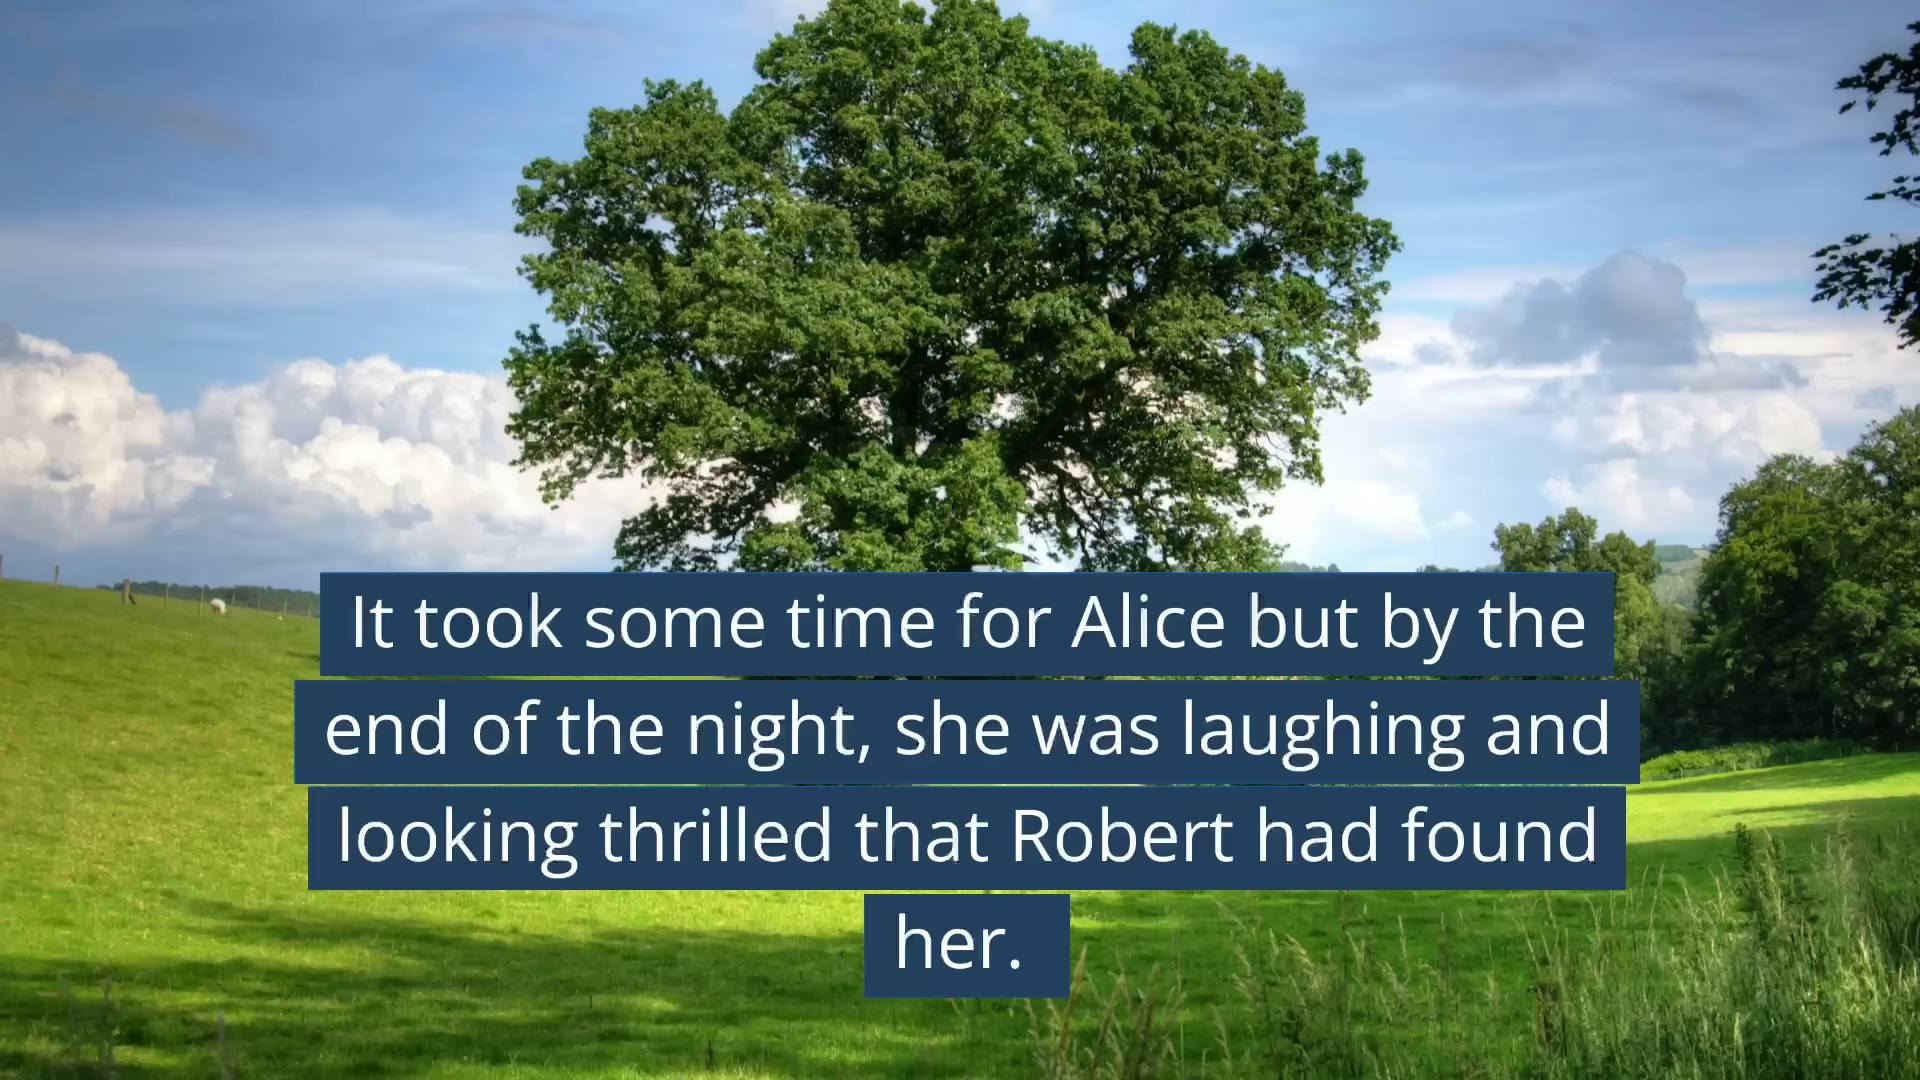 It took some time for Alice but by the
end of the night, she was laughing and
looking thrilled that Robert had found
her.